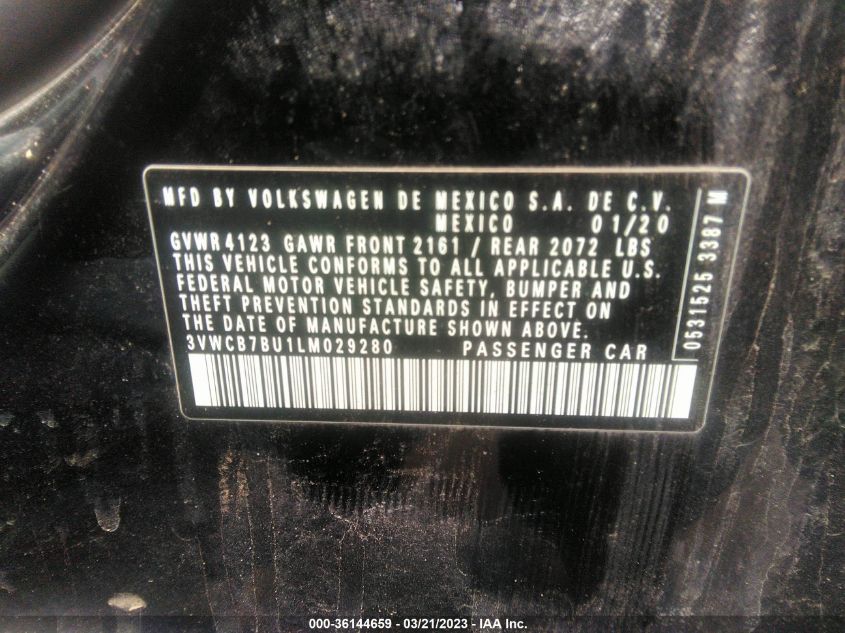 MFD BY VOLKSWAGEN DE MEXICO S.A. DE C.V.
MEXICO 01/20
GVWR 4123 GAWR FRONT 2161 / REAR 2072 LBS
THIS VEHICLE CONFORMS TO ALL APPLICABLE U.S.
FEDERAL MOTOR VEHICLE SAFETY, BUMPER AND
THEFT PREVENTION STANDARDS IN EFFECT ON
THE DATE OF MANUFACTURE SHOWN ABOVE.
3VWCB7BU1LM029280 PASSENGER CAR
0531525 3387 M
000-36144659 - 03/21/2023 - IAA Inc.